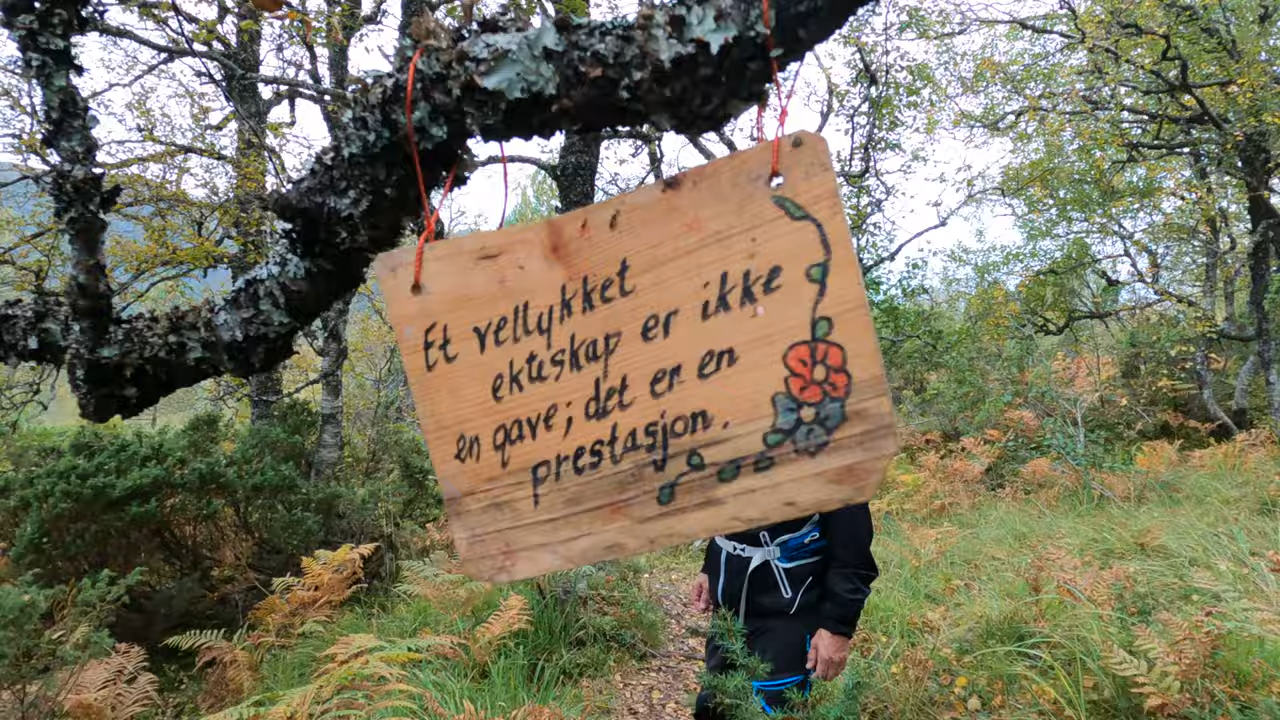 Et vellykket
ekteskap er ikke
en gave; det er en
prestasjon.